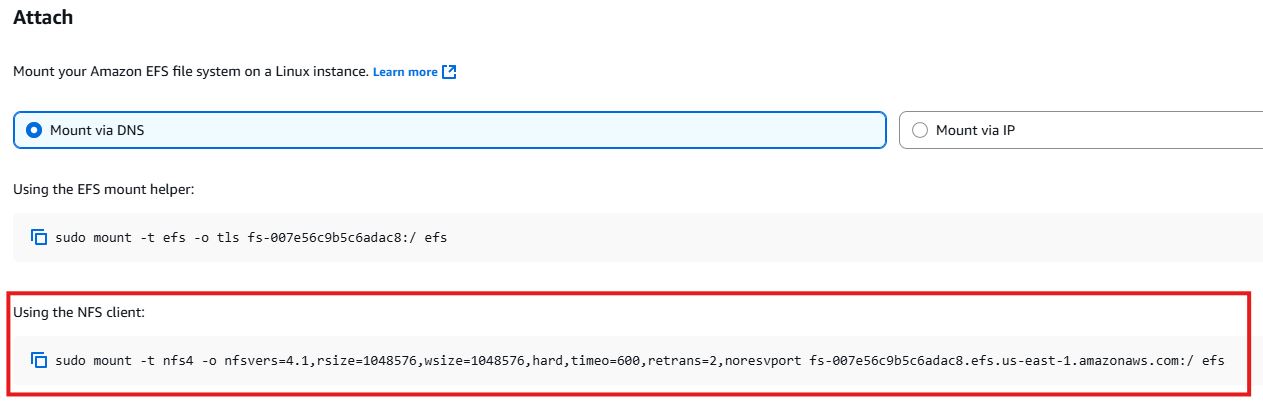 Attach
Mount your Amazon EFS file system on a Linux instance. Learn more
Mount via DNS
Mount via IP
Using the EFS mount helper:
sudo mount -t efs -o tls fs-007e56c9b5c6adac8:/ efs
Using the NFS client:
sudo mount -t nfs4 -o nfsvers=4.1,rsize=1048576,wsize=1048576,hard,timeo=600,retrans=2,noresvport fs-007e56c9b5c6adac8.efs.us-east-1.amazonaws.com:/ efs